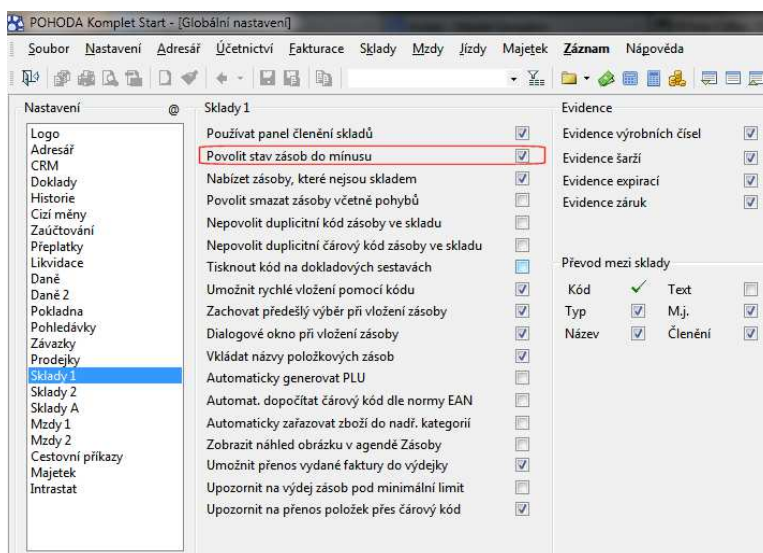 POHODA Komplet Start - [Globální nastavení]
Soubor Nastavení Adresář Účetnictví Fakturace Sklady Mzdy Jízdy Majetek Záznam Nápověda
Nastavení @
Logo
Adresář
CRM
Doklady
Historie
Cizí měny
Zaúčtování
Přeplatky
Likvidace
Daně
Daně 2
Pokladna
Pohledávky
Závazky
Prodejky
Sklady 1
Sklady 2
Sklady A
Mzdy 1
Mzdy 2
Cestovní příkazy
Majetek
Intrastat
Sklady 1
Používat panel členění skladů
Povolit stav zásob do mínusu
Nabízet zásoby, které nejsou skladem
Povolit smazat zásoby včetně pohybů
Nepovolit duplicitní kód zásoby ve skladu
Nepovolit duplicitní čárový kód zásoby ve skladu
Tisknout kód na dokladových sestavách
Umožnit rychlé vložení pomocí kódu
Zachovat předešlý výběr při vložení zásoby
Dialogové okno při vložení zásoby
Vkládat názvy položkových zásob
Automaticky generovat PLU
Automat. dopočítat čárový kód dle normy EAN
Automaticky zařazovat zboží do nadř. kategorií
Zobrazit náhled obrázku v agendě Zásoby
Umožnit přenos vydané faktury do výdejky
Upozornit na výdej zásob pod minimální limit
Upozornit na přenos položek přes čárový kód
Evidence
Evidence výrobních čísel
Evidence šarží
Evidence expirací
Evidence záruk
Převod mezi sklady
Kód Text
Typ M.j.
Název Členění